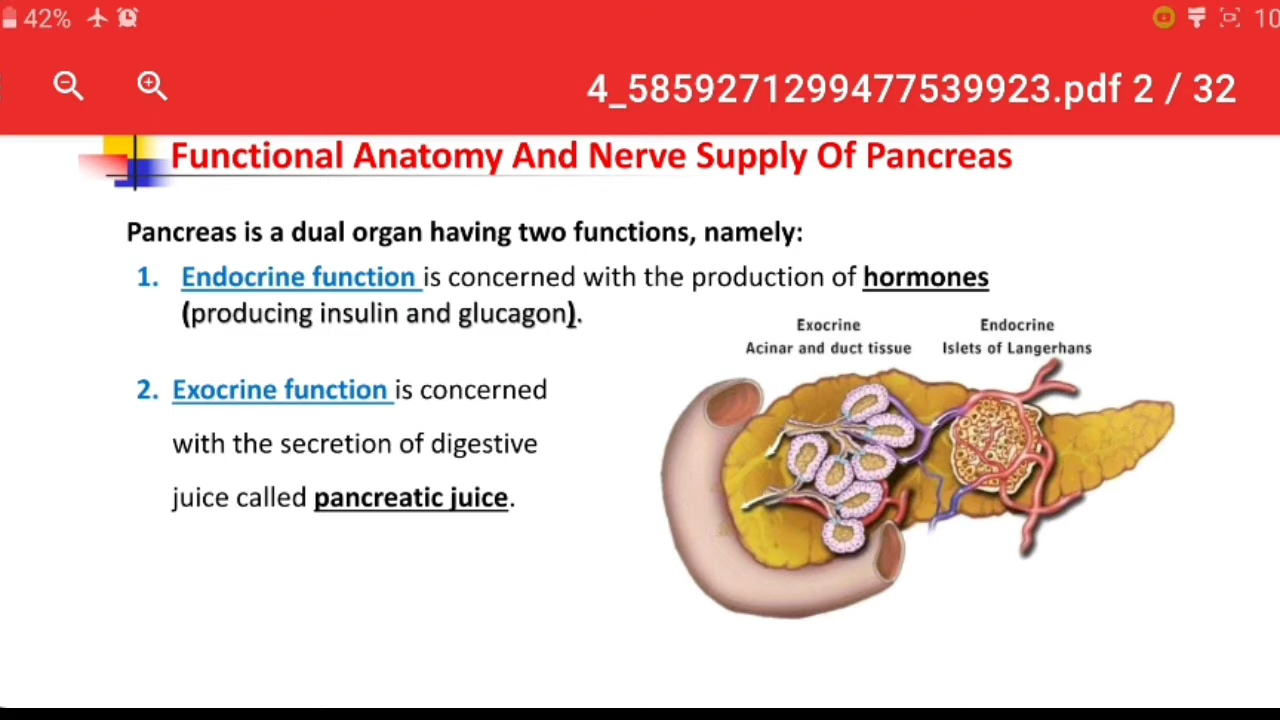 42%
10
4_5859271299477539923.pdf 2 / 32
Functional Anatomy And Nerve Supply Of Pancreas
Pancreas is a dual organ having two functions, namely:
1. Endocrine function is concerned with the production of hormones
(producing insulin and glucagon).
Exocrine
Acinar and duct tissue
Endocrine
Islets of Langerhans
2. Exocrine function is concerned
with the secretion of digestive
juice called pancreatic juice.